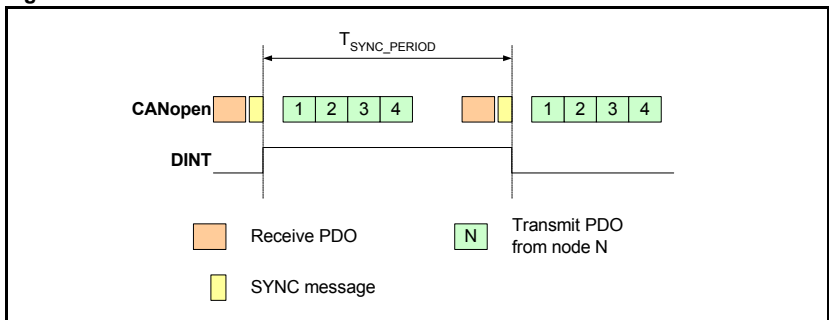 T_SYNC_PERIOD
CANopen 1 2 3 4 1 2 3 4
DINT
Receive PDO
N
Transmit PDO
from node N
SYNC message